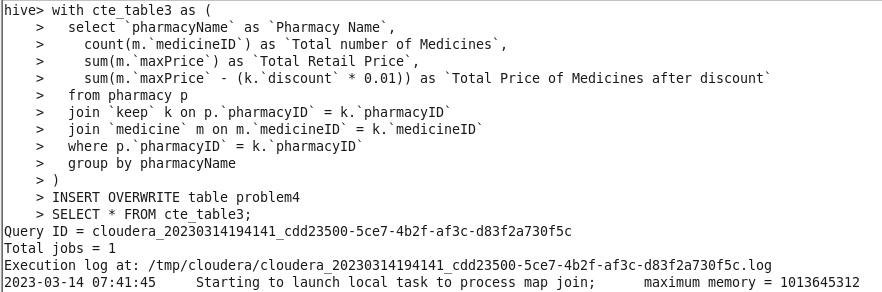 hive> with cte_table3 as (
    >   select `pharmacyName` as `Pharmacy Name`,
    >     count(m.`medicineID`) as `Total number of Medicines`,
    >     sum(m.`maxPrice`) as `Total Retail Price`,
    >     sum(m.`maxPrice` - (k.`discount` * 0.01)) as `Total Price of Medicines after discount`
    >   from pharmacy p
    >   join `keep` k on p.`pharmacyID` = k.`pharmacyID`
    >   join `medicine` m on m.`medicineID` = k.`medicineID`
    >   where p.`pharmacyID` = k.`pharmacyID`
    >   group by pharmacyName
    > )
    > INSERT OVERWRITE table problem4
    > SELECT * FROM cte_table3;
Query ID = cloudera_20230314194141_cdd23500-5ce7-4b2f-af3c-d83f2a730f5c
Total jobs = 1
Execution log at: /tmp/cloudera/cloudera_20230314194141_cdd23500-5ce7-4b2f-af3c-d83f2a730f5c.log
2023-03-14 07:41:45     Starting to launch local task to process map join;      maximum memory = 1013645312